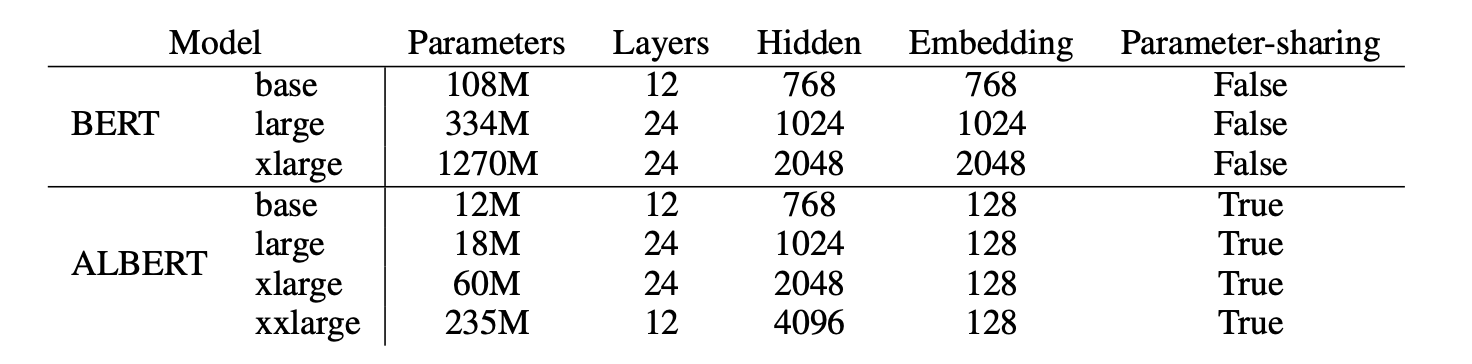 Model Parameters Layers Hidden Embedding Parameter-sharing
base 108M 12 768 768 False
BERT large 334M 24 1024 1024 False
xlarge 1270M 24 2048 2048 False
base 12M 12 768 128 True
large 18M 24 1024 128 True
ALBERT
xlarge 60M 24 2048 128 True
xxlarge 235M 12 4096 128 True